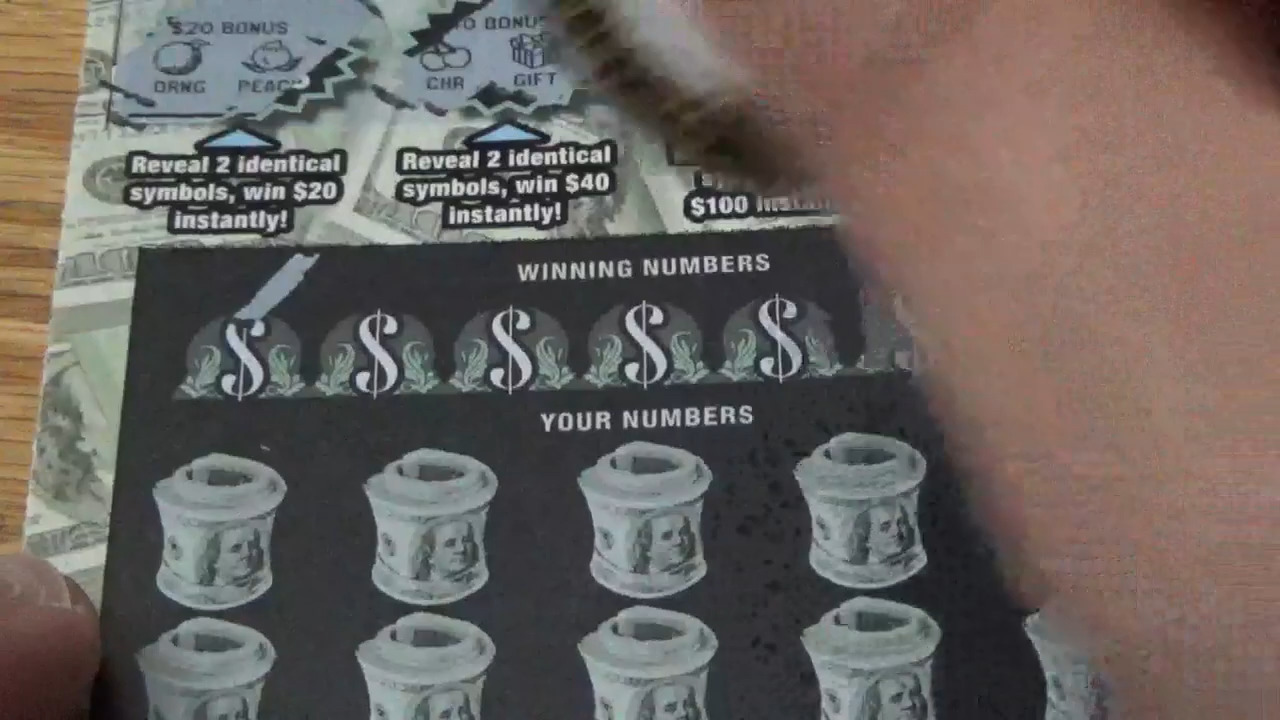 $20 BONUS
ORNG PEACH
BONUS
CHR GIFT
Reveal 2 identical
symbols, win $20
instantly!
Reveal 2 identical
symbols, win $40
instantly!
$100
WINNING NUMBERS
$ $ $ $ $
YOUR NUMBERS